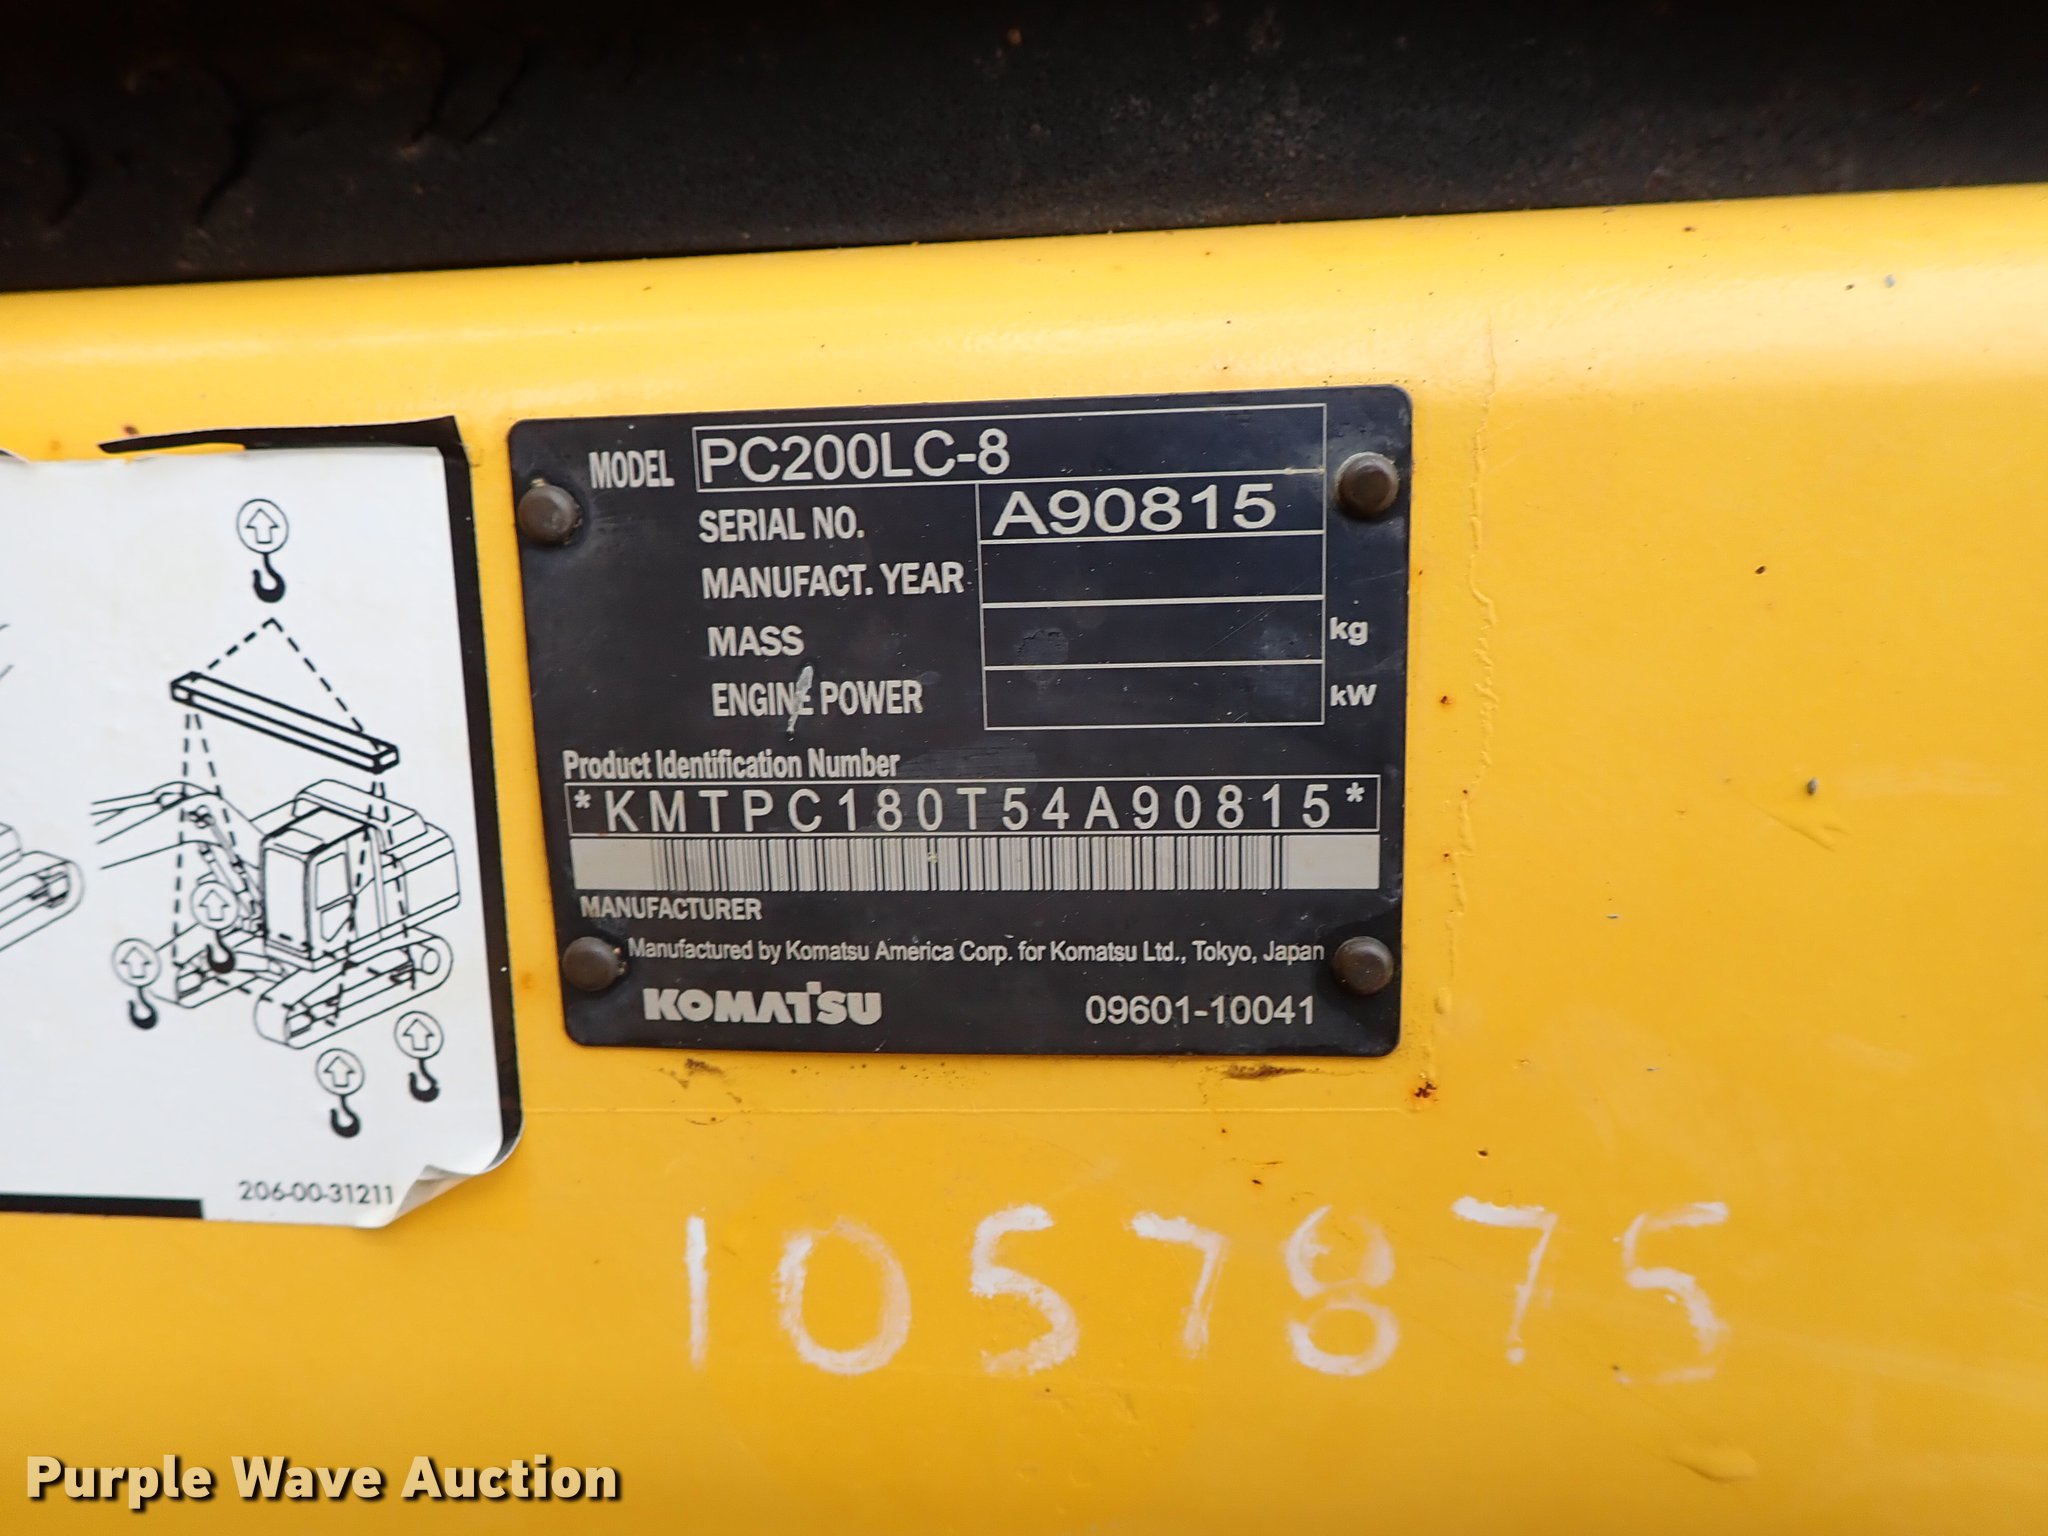 MODEL PC200LC-8
SERIAL NO. A90815
MANUFACT. YEAR
MASS kg
ENGINE POWER kW
Product Identification Number
*KMTPC180T54A90815*
MANUFACTURER
Manufactured by Komatsu America Corp. for Komatsu Ltd., Tokyo, Japan
KOMATSU 09601-10041
206-00-31211
1057875
Purple Wave Auction